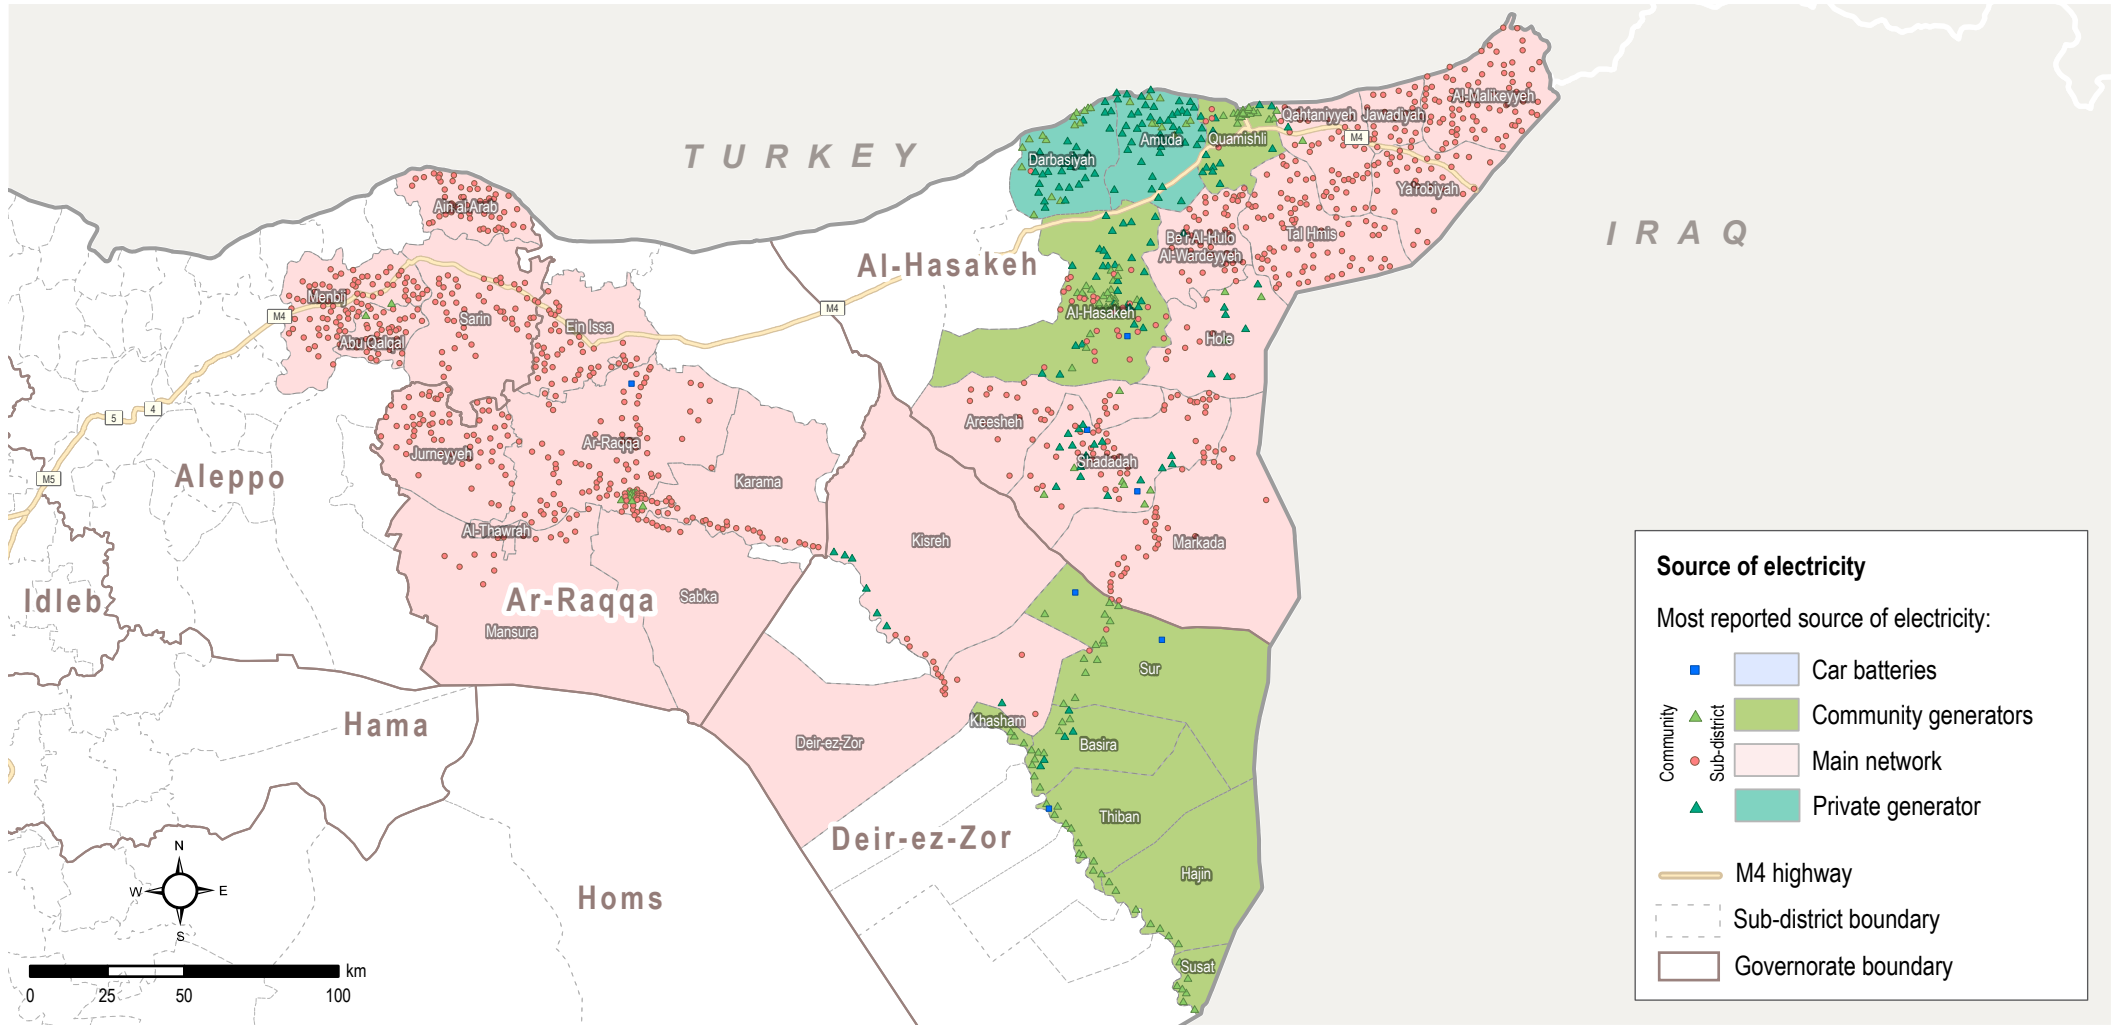 TURKEY
IRAQ
Al-Malikeyyeh
Qahtaniyyeh
Jawadiyah
M4
Amuda
Quamishli
Darbasiyah
Ya'robiyah
Ain al Arab
Be'r Al-Hulo
Al-Wardeyyeh
Tal Hmis
Al-Hasakeh
Menbij
M4
Sarin
Ein Issa
M4
Al-Hasakeh
Abu Qalqal
Hole
5
4
Areesheh
Jurneyyeh
Ar-Raqqa
Shadadah
Aleppo
M5
Karama
Al-Thawrah
Kisreh
Markada
Idleb
Ar-Raqqa
Sabka
Mansura
Sur
Hama
Khasham
Deir-ez-Zor
Basira
Thiban
Deir-ez-Zor
Hajin
Homs
Susat
N
W
E
S
km
0
25
50
100
Source of electricity
Most reported source of electricity:
Community
Sub-district
Car batteries
Community generators
Main network
Private generator
M4 highway
Sub-district boundary
Governorate boundary